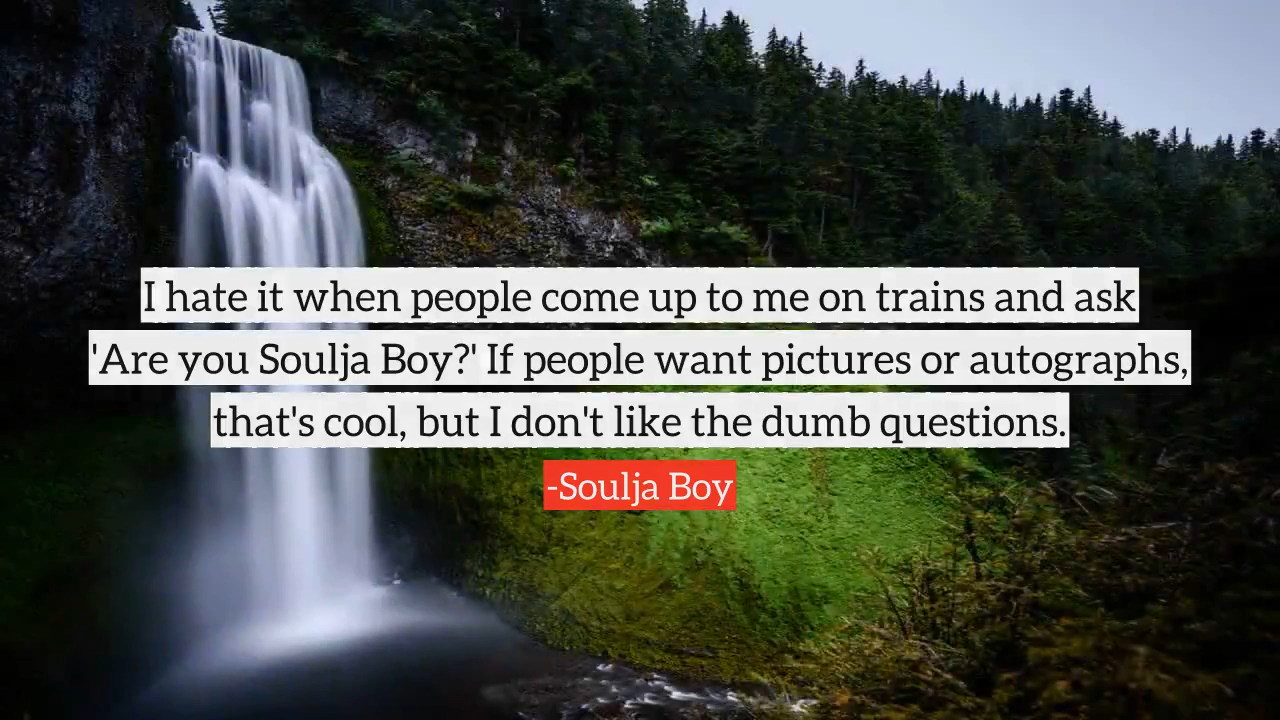 I hate it when people come up to me on trains and ask
'Are you Soulja Boy?' If people want pictures or autographs,
that's cool, but I don't like the dumb questions.
-Soulja Boy